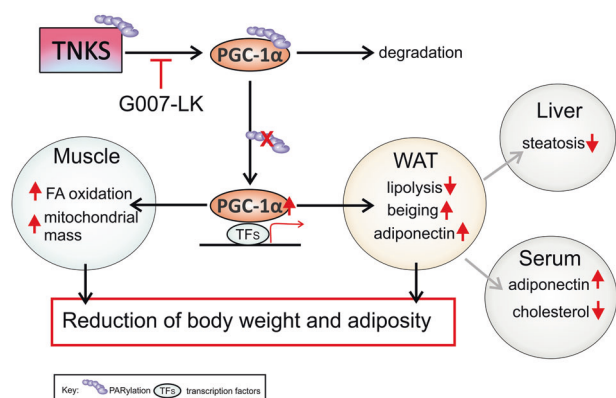 TNKS
PGC-1α
degradation
G007-LK
X
Liver
steatosis
Muscle
FA oxidation
mitochondrial
mass
PGC-1α
TFs
WAT
lipolysis
beiging
adiponectin
Serum
adiponectin
cholesterol
Reduction of body weight and adiposity
Key: PARylation TFs transcription factors